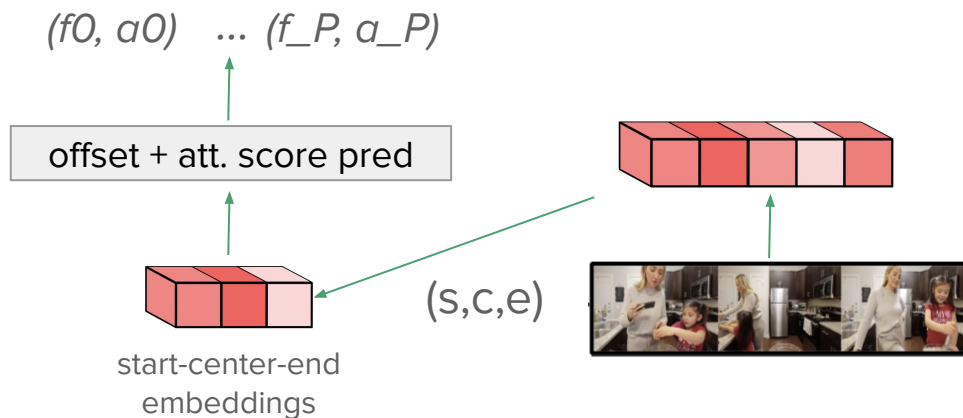 (f0, a0) ... (f_P, a_P)
offset + att. score pred
(s,c,e)
start-center-end
embeddings